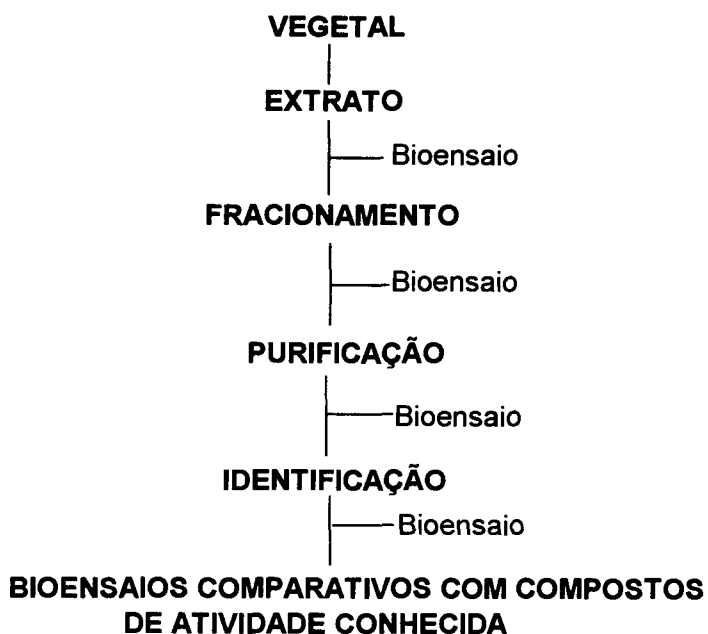 VEGETAL
EXTRATO
Bioensaio
FRACIONAMENTO
Bioensaio
PURIFICAÇÃO
Bioensaio
IDENTIFICAÇÃO
Bioensaio
BIOENSAIOS COMPARATIVOS COM COMPOSTOS
DE ATIVIDADE CONHECIDA